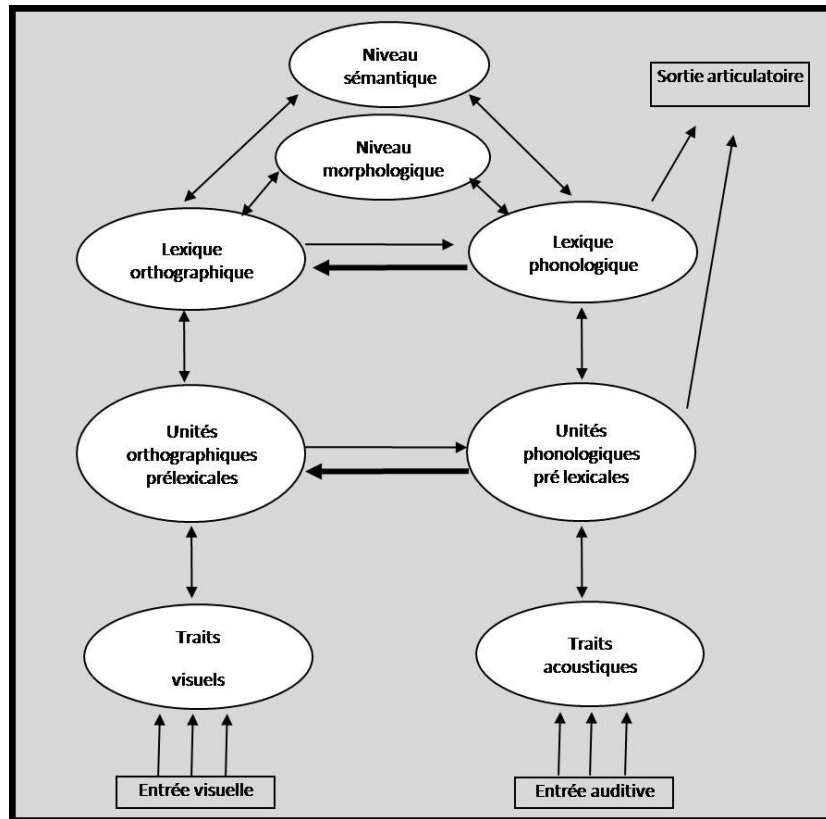 Niveau
sémantique
Sortie articulatoire
Niveau
morphologique
Lexique
orthographique
Lexique
phonologique
Unités
orthographiques
prélexicales
Unités
phonologiques
pré lexicales
Traits
visuels
Traits
acoustiques
Entrée visuelle
Entrée auditive